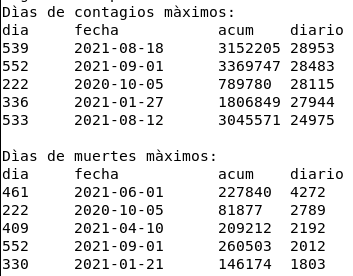 Dìas de contagios màximos:
dia fecha acum diario
539 2021-08-18 3152205 28953
552 2021-09-01 3369747 28483
222 2020-10-05 789780 28115
336 2021-01-27 1806849 27944
533 2021-08-12 3045571 24975
Dìas de muertes màximos:
dia fecha acum diario
461 2021-06-01 227840 4272
222 2020-10-05 81877 2789
409 2021-04-10 209212 2192
552 2021-09-01 260503 2012
330 2021-01-21 146174 1803